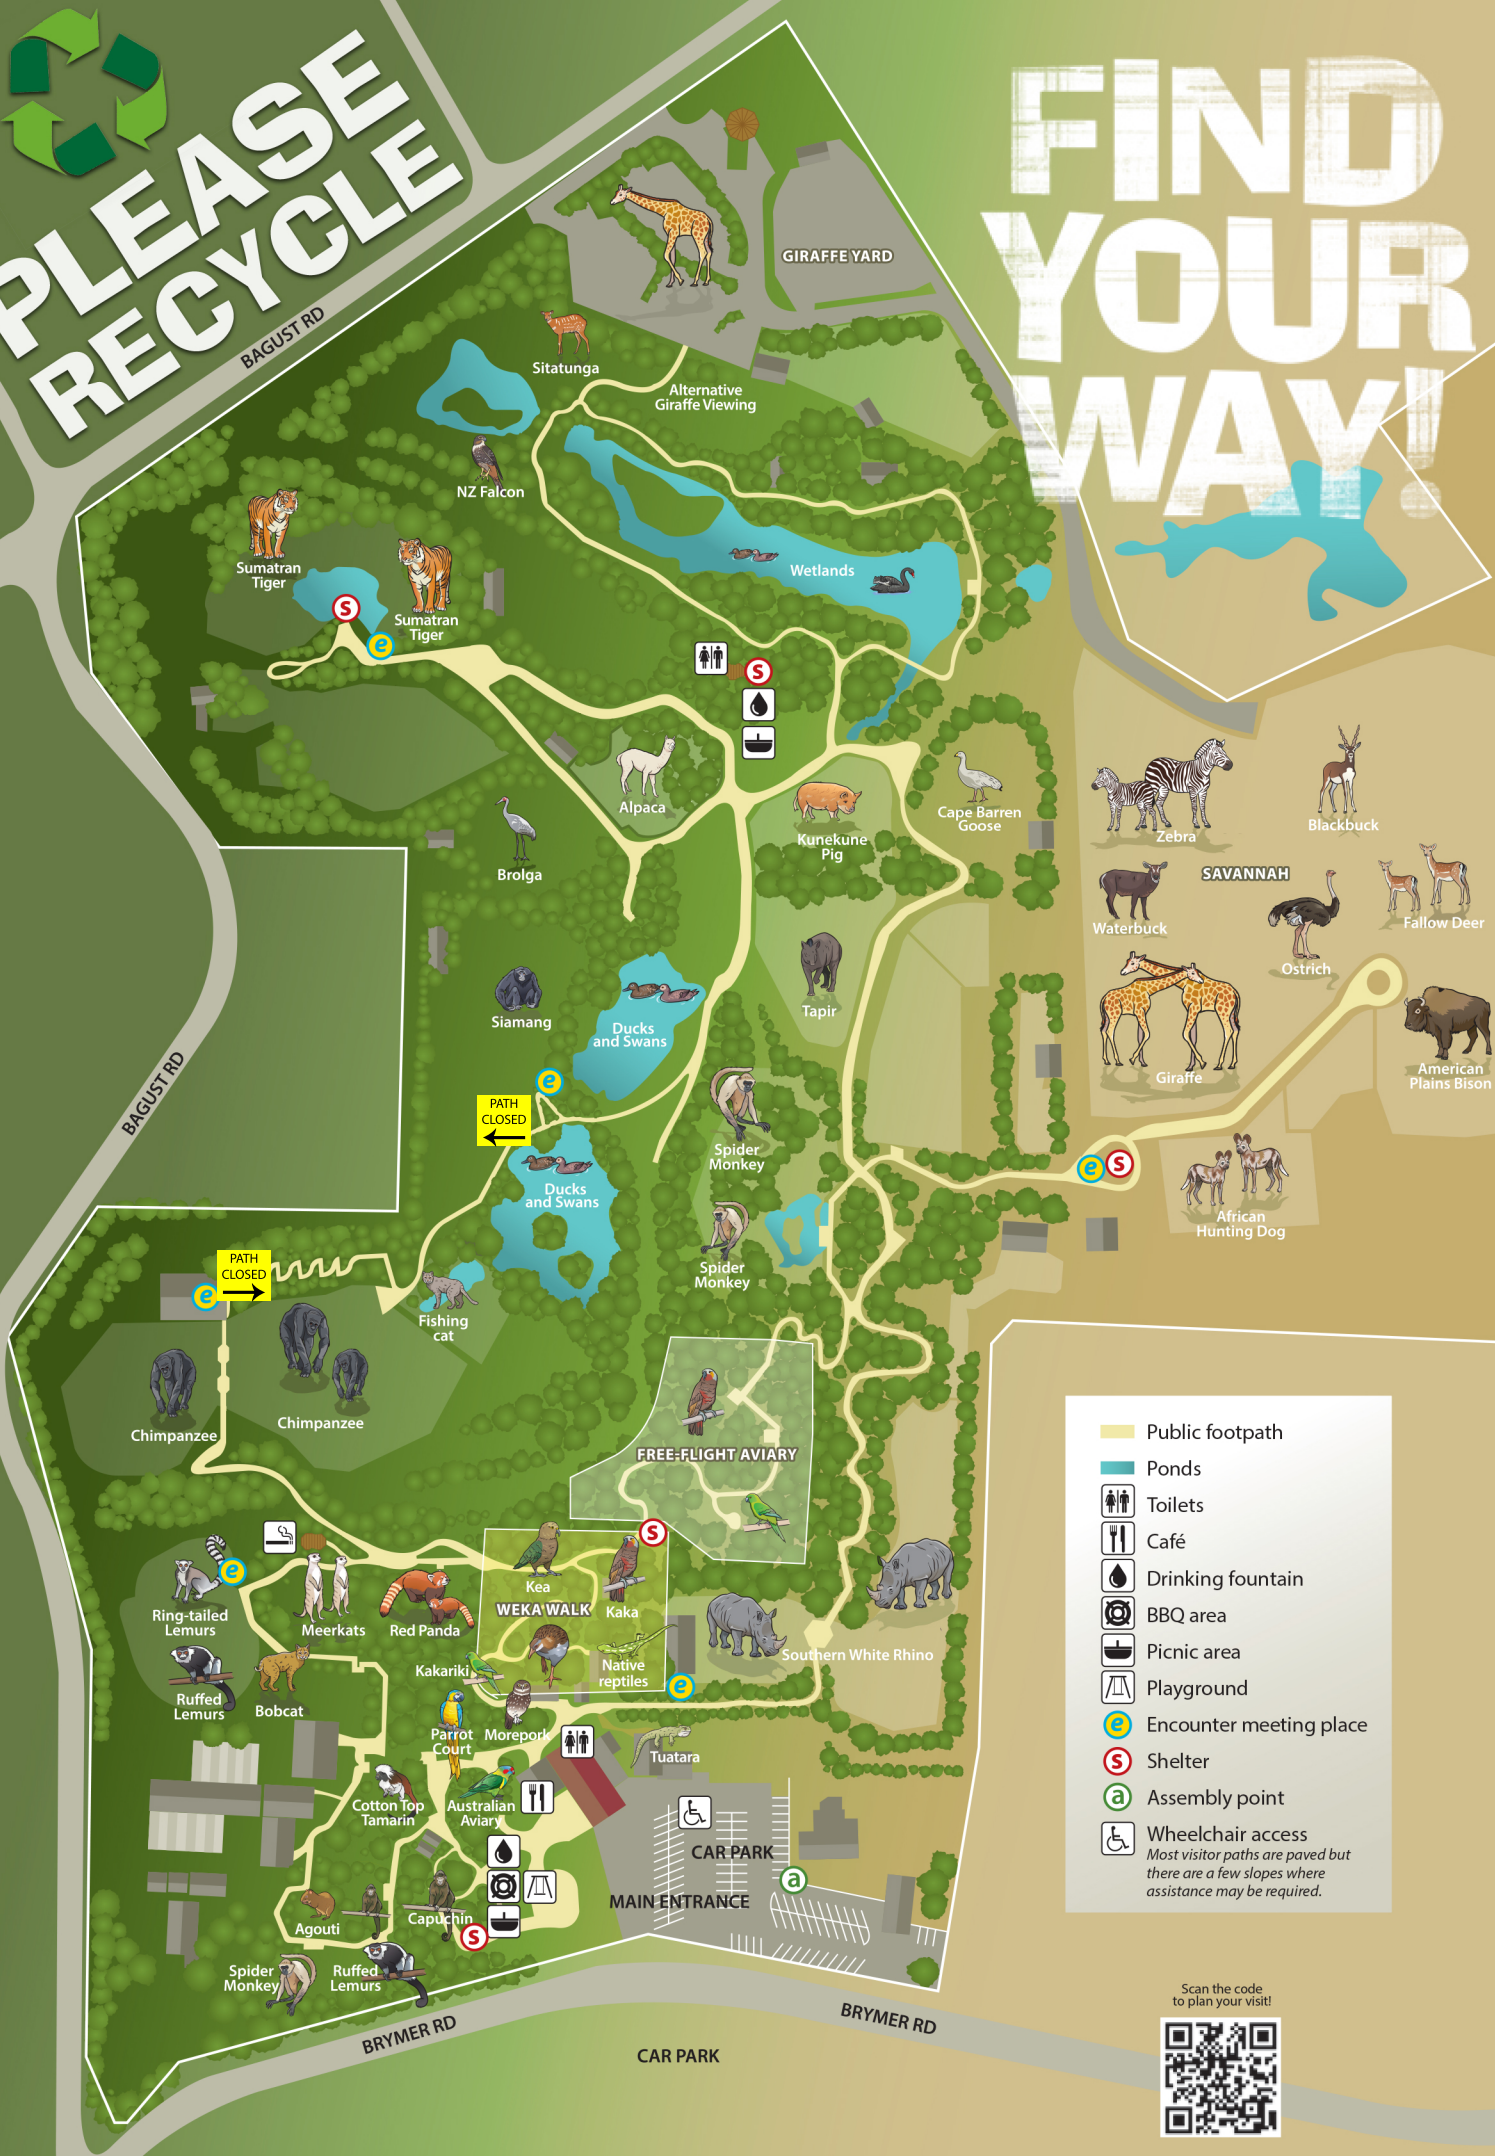 PLEASE
RECYCLE
FIND
YOUR
WAY!
BAGUST RD
GIRAFFE YARD
Sitatunga
Alternative
Giraffe Viewing
NZ Falcon
Sumatran
Tiger
Sumatran
Tiger
S
e
Wetlands
S
Alpaca
Kunekune
Pig
Cape Barren
Goose
Brolga
Zebra
Blackbuck
SAVANNAH
Waterbuck
Fallow Deer
Ostrich
Giraffe
American
Plains Bison
Tapir
Siamang
Ducks
and Swans
e
PATH
CLOSED
BAGUST RD
Spider
Monkey
Ducks
and Swans
e
S
African
Hunting Dog
Spider
Monkey
PATH
CLOSED
e
Fishing
cat
Chimpanzee
Chimpanzee
FREE-FLIGHT AVIARY
S
Kea
WEKA WALK
Kaka
e
Ring-tailed
Lemurs
Meerkats
Red Panda
Southern White Rhino
Kakariki
Native
reptiles
e
Ruffed
Lemurs
Bobcat
Parrot
Court
Morepork
Tuatara
Cotton Top
Tamarin
Australian
Aviary
CAR PARK
a
MAIN ENTRANCE
Agouti
Capuchin
S
Spider
Monkey
Ruffed
Lemurs
BRYMER RD
BRYMER RD
CAR PARK
Public footpath
Ponds
Toilets
Café
Drinking fountain
BBQ area
Picnic area
Playground
e Encounter meeting place
S Shelter
a Assembly point
Wheelchair access
Most visitor paths are paved but
there are a few slopes where
assistance may be required.
Scan the code
to plan your visit!